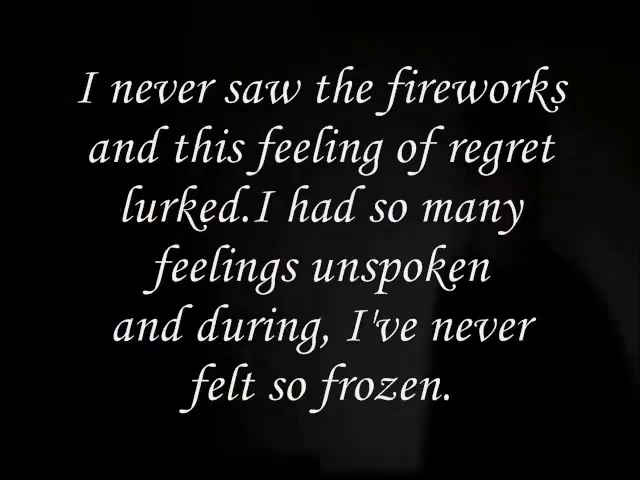 I never saw the fireworks
and this feeling of regret
lurked.I had so many
feelings unspoken
and during, I've never
felt so frozen.